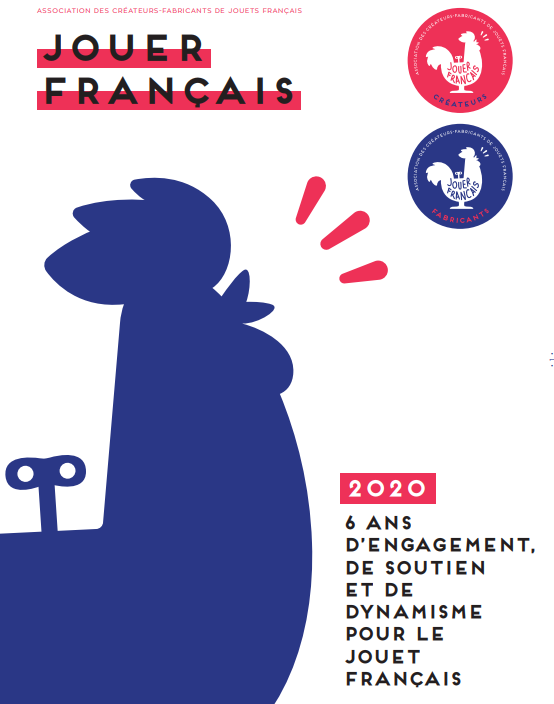 ASSOCIATION DES CRÉATEURS-FABRICANTS DE JOUETS FRANÇAIS
JOUER
FRANÇAIS
ASSOCIATION DES CRÉATEURS-FABRICANTS DE JOUETS FRANÇAIS
JOUER
FRANÇAIS
CRÉATEURS
ASSOCIATION DES CRÉATEURS-FABRICANTS DE JOUETS FRANÇAIS
JOUER
FRANÇAIS
FABRICANTS
2020
6 ANS
D'ENGAGEMENT,
DE SOUTIEN
ET DE
DYNAMISME
POUR LE
JOUET
FRANÇAIS